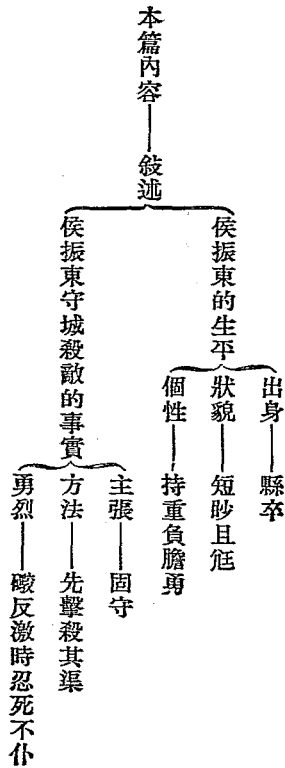 本篇內容——敍述
侯振東的生平
出身——縣卒
狀貌——短眇且尪
個性——持重負膽勇
侯振東守城殺敵的事實
主張——固守
方法——先擊殺其渠
勇烈——礮反激時忍死不仆